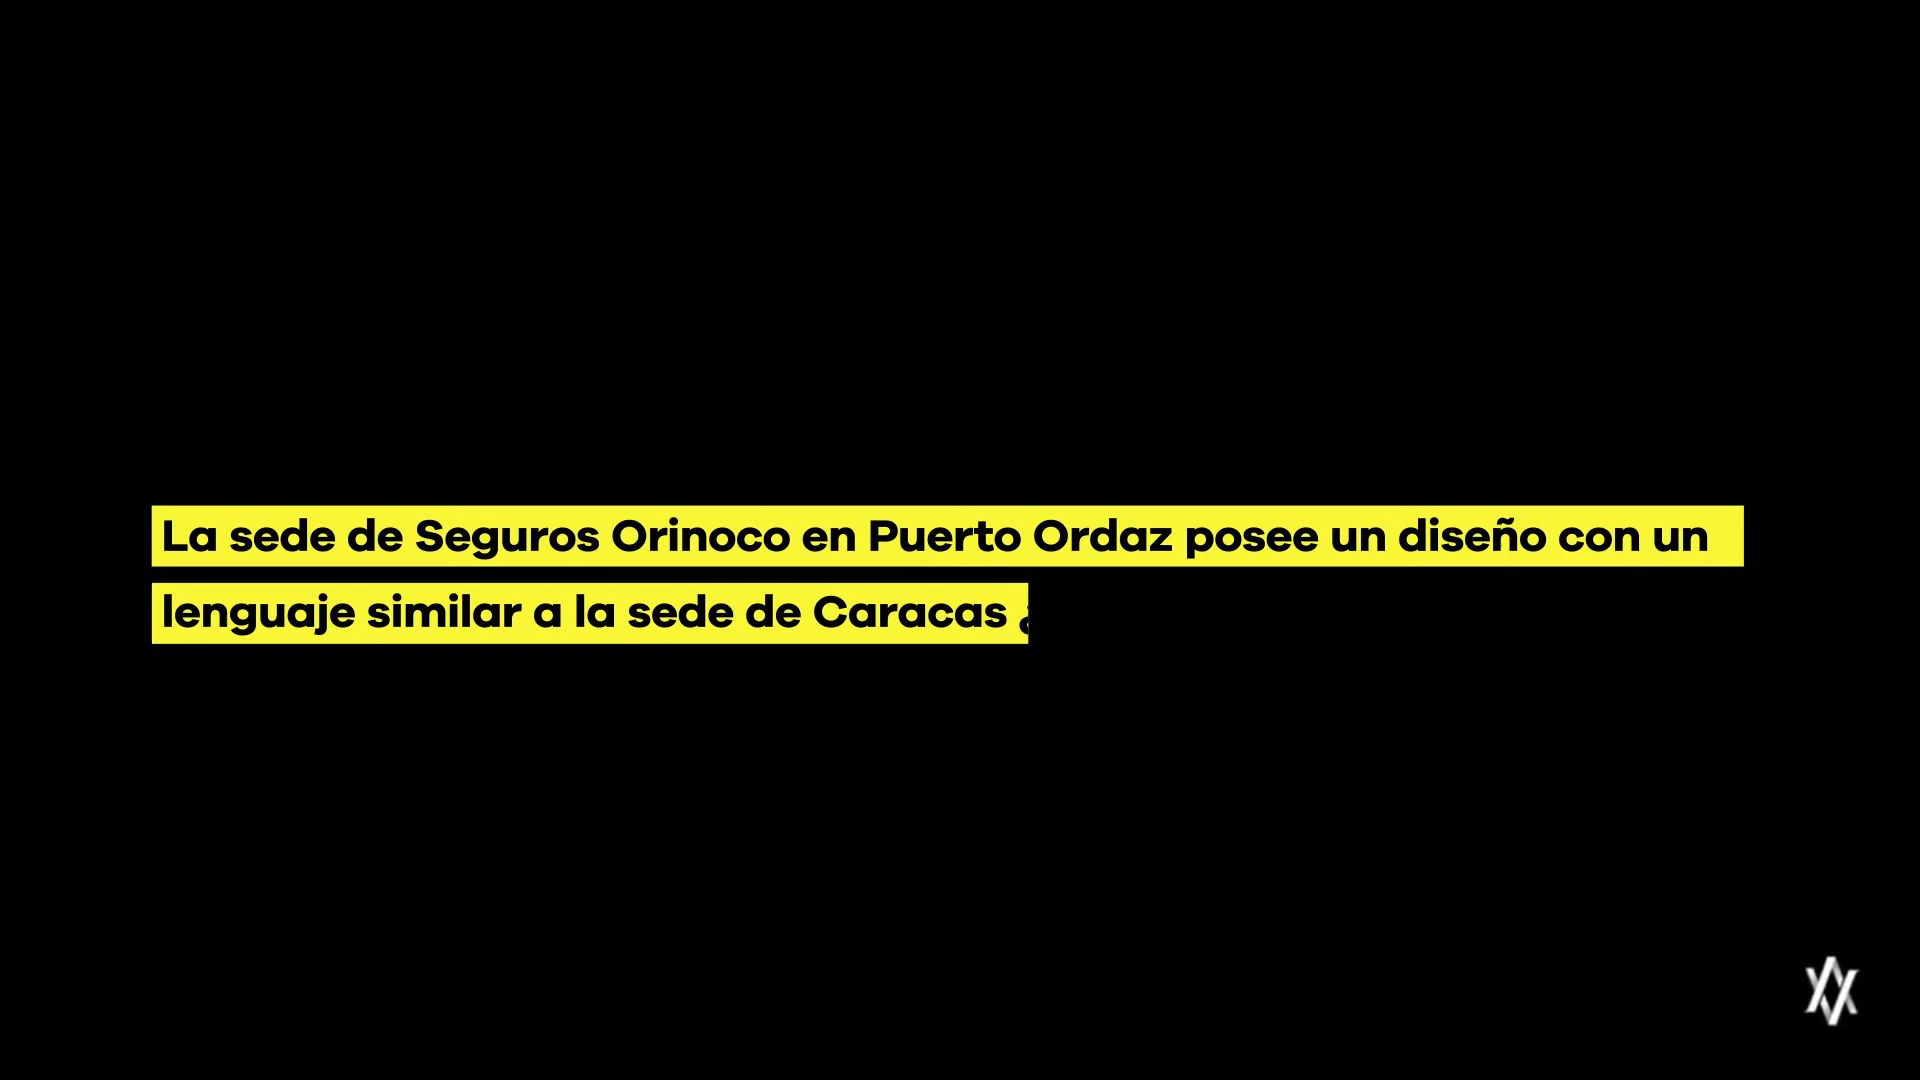 La sede de Seguros Orinoco en Puerto Ordaz posee un diseño con un
lenguaje similar a la sede de Caracas ¿